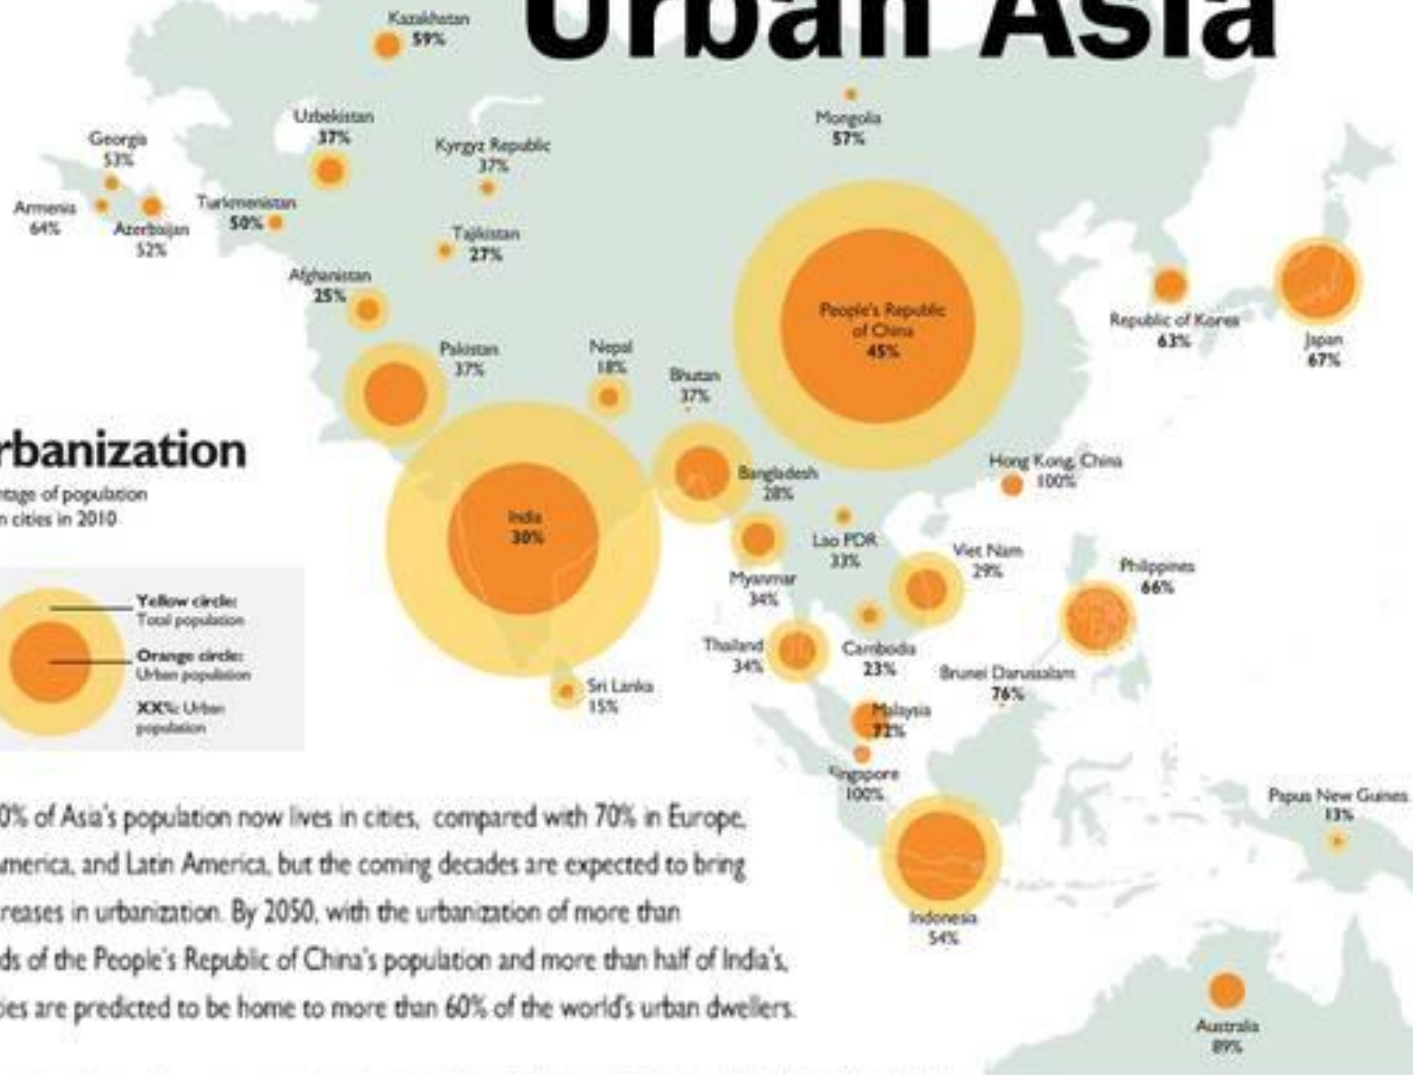 Urban Asia
Kazakhstan
59%
Mongolia
57%
Uzbekistan
37%
Georgia
53%
Kyrgyz Republic
37%
Armenia
64%
Azerbaijan
52%
Turkmenistan
50%
Tajikistan
27%
Afghanistan
25%
People's Republic
of China
45%
Republic of Korea
63%
Japan
67%
Pakistan
37%
Nepal
18%
Bhutan
37%
rbanization
ntage of population
n cities in 2010
Hong Kong, China
100%
Bangladesh
28%
India
30%
Lao PDR
33%
Viet Nam
29%
Philippines
66%
Myanmar
34%
Yellow circle:
Total population
Orange circle:
Urban population
XX%: Urban
population
Thailand
34%
Cambodia
23%
Brunei Darussalam
76%
Sri Lanka
15%
Malaysia
72%
Singapore
100%
Papua New Guinea
13%
0% of Asia's population now lives in cities, compared with 70% in Europe,
merica, and Latin America, but the coming decades are expected to bring
creases in urbanization. By 2050, with the urbanization of more than
ds of the People's Republic of China's population and more than half of India's,
ies are predicted to be home to more than 60% of the world's urban dwellers.
Indonesia
54%
Australia
89%